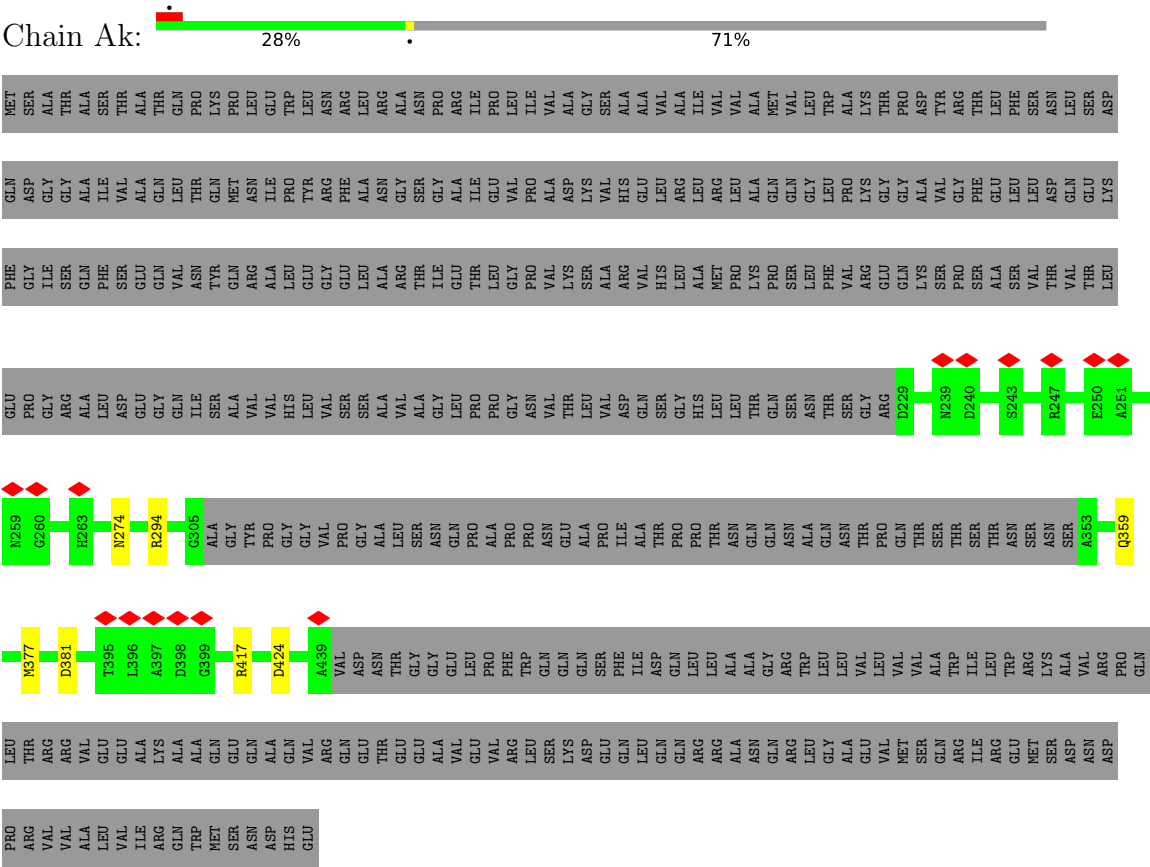 Chain Ak:
28% • 71%
MET SER ALA THR ALA SER THR ALA THR GLN PRO LYS PRO LEU GLU TRP LEU ASN ARG LEU ARG ALA ASN PRO ARG ILE PRO LEU ILE VAL ALA GLY SER ALA ALA VAL ALA ILE VAL VAL ALA MET VAL LEU TRP ALA LYS THR PRO ASP TYR ARG THR LEU PHE SER ASN LEU SER ASP
GLN ASP GLY GLY ALA ILE VAL ALA GLN LEU THR GLN MET ASN ILE PRO TYR ARG PHE ALA ASN GLY SER GLY ALA ILE GLU VAL PRO ALA ASP LYS VAL HIS GLU LEU ARG LEU ARG LEU ALA GLN GLN GLY LEU PRO LYS GLY GLY ALA VAL GLY PHE GLU LEU LEU ASP GLN GLU LYS
PHE GLY ILE SER GLN PHE SER GLU GLN VAL ASN TYR GLN ARG ALA LEU GLU GLY GLU LEU ALA ARG THR ILE GLU THR LEU GLY PRO VAL LYS SER ALA ARG VAL HIS LEU ALA MET PRO LYS PRO SER LEU PHE VAL ARG GLU GLN LYS SER PRO SER ALA SER VAL THR VAL THR LEU
GLU PRO GLY ARG ALA LEU ASP GLU GLY GLN ILE SER ALA VAL VAL HIS LEU VAL SER SER ALA VAL ALA GLY LEU PRO PRO GLY ASN VAL THR LEU VAL ASP GLN SER GLY HIS LEU LEU THR GLN SER ASN THR SER GLY ARG D229 N239 D240 S243 R247 E250 A251
N259 G260 H263 N274 R294 G305 ALA GLY TYR PRO GLY GLY VAL PRO GLY ALA LEU SER ASN GLN PRO ALA PRO PRO ASN GLU ALA PRO ILE ALA THR PRO PRO THR ASN GLN GLN ASN ALA GLN ASN THR PRO GLN THR SER THR SER THR ASN SER ASN SER A353 Q359
M377 D381 T395 L396 A397 D398 G399 R417 D424 A439 VAL ASP ASN THR GLY GLY GLU LEU PRO PHE TRP GLN GLN GLN SER PHE ILE ASP GLN LEU LEU ALA ALA GLY ARG TRP LEU LEU VAL LEU VAL VAL ALA TRP ILE LEU TRP ARG LYS ALA VAL ARG PRO GLN
LEU THR ARG ARG VAL GLU GLU ALA LYS ALA ALA GLN GLU GLN ALA GLN VAL ARG GLN GLU THR GLU GLU ALA VAL GLU VAL ARG LEU SER LYS ASP GLU GLN LEU GLN GLN ARG ARG ALA ASN GLN ARG LEU GLY ALA GLU VAL MET SER GLN ARG ILE ARG GLU MET SER ASP ASN ASP
PRO ARG VAL VAL ALA LEU VAL ILE ARG GLN TRP MET SER ASN ASP HIS GLU